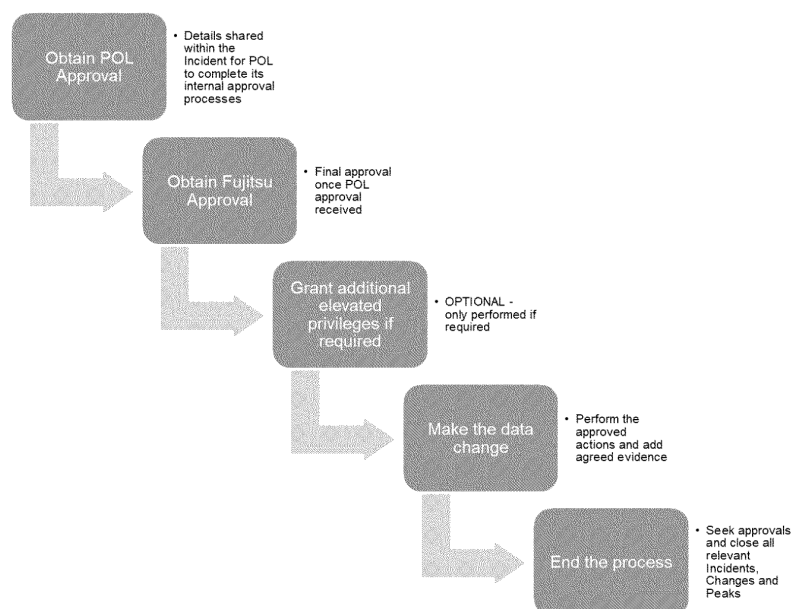 Obtain POL
Approval
• Details shared
within the
Incident for POL
to complete its
internal approval
processes
Obtain Fujitsu
Approval
• Final approval
once POL
approval
received
Grant additional
elevated
privileges if
required
• OPTIONAL -
only performed if
required
Make the data
change
• Perform the
approved
actions and add
agreed evidence
End the process
• Seek approvals
and close all
relevant
Incidents,
Changes and
Peaks